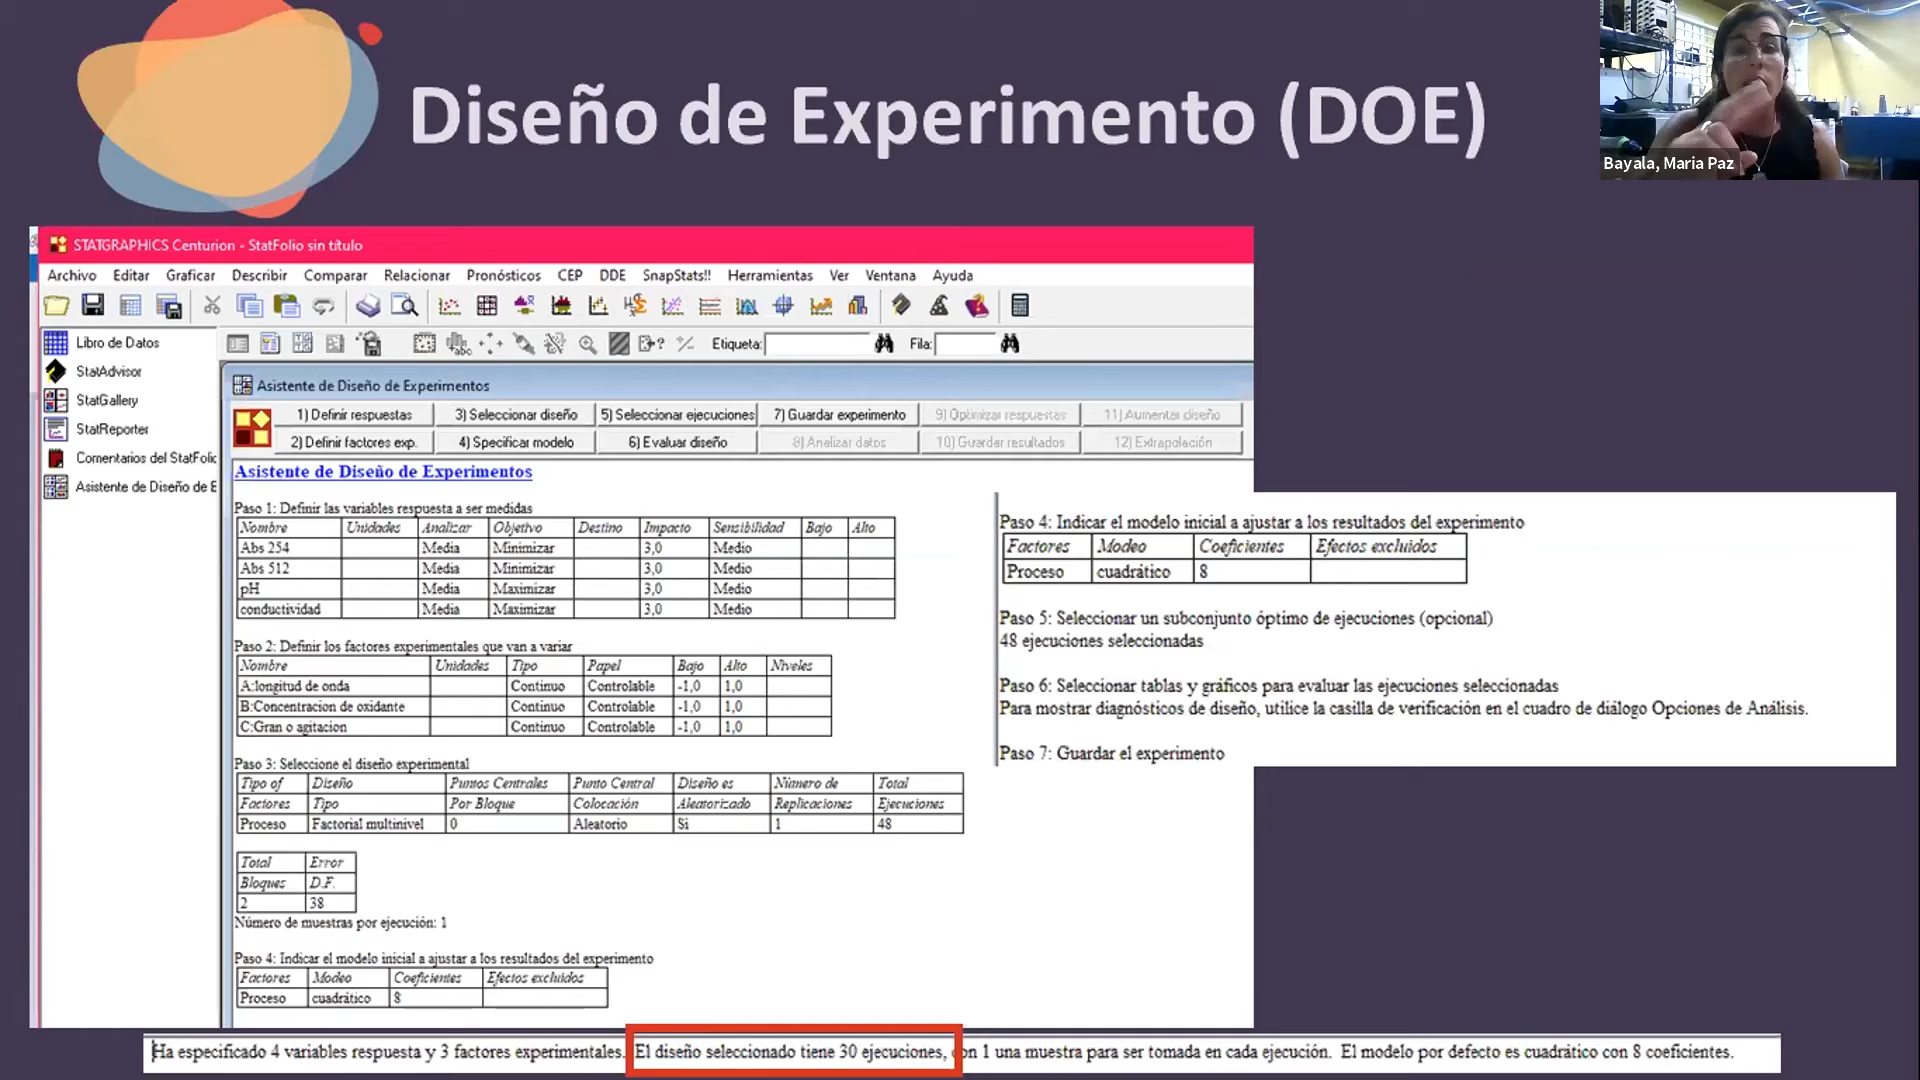 Diseño de Experimento (DOE)
Bayala, Maria Paz
STATGRAPHICS Centurion - StatFolio sin título
Archivo Editar Graficar Describir Comparar Relacionar Pronósticos CEP DDE SnapStats!! Herramientas Ver Ventana Ayuda
Etiqueta: Fila:
Libro de Datos
StatAdvisor
StatGallery
StatReporter
Comentarios del StatFolio
Asistente de Diseño de E
Asistente de Diseño de Experimentos
1) Definir respuestas 3) Seleccionar diseño 5) Seleccionar ejecuciones 7) Guardar experimento 9) Optimizar respuestas 11) Aumentar diseño
2) Definir factores exp. 4) Specificar modelo 6) Evaluar diseño 8) Analizar datos 10) Guardar resultados 12) Extrapolación
Asistente de Diseño de Experimentos
Paso 1: Definir las variables respuesta a ser medidas
Nombre Unidades Analizar Objetivo Destino Impacto Sensibilidad Bajo Alto
Abs 254 Media Minimizar 3,0 Medio
Abs 512 Media Minimizar 3,0 Medio
pH Media Maximizar 3,0 Medio
conductividad Media Maximizar 3,0 Medio
Paso 2: Definir los factores experimentales que van a variar
Nombre Unidades Tipo Papel Bajo Alto Niveles
A:longitud de onda Continuo Controlable -1,0 1,0
B:Concentracion de oxidante Continuo Controlable -1,0 1,0
C:Gran o agitacion Continuo Controlable -1,0 1,0
Paso 3: Seleccione el diseño experimental
Tipo of Diseño Puntos Centrales Punto Central Diseño es Número de Total
Factores Tipo Por Bloque Colocación Aleatorizado Replicaciones Ejecuciones
Proceso Factorial multinivel 0 Aleatorio Si 1 48
Total Error
Bloques D.F.
2 38
Número de muestras por ejecución: 1
Paso 4: Indicar el modelo inicial a ajustar a los resultados del experimento
Factores Modeo Coeficientes Efectos excluidos
Proceso cuadrático 8
Paso 4: Indicar el modelo inicial a ajustar a los resultados del experimento
Factores Modeo Coeficientes Efectos excluidos
Proceso cuadrático 8
Paso 5: Seleccionar un subconjunto óptimo de ejecuciones (opcional)
48 ejecuciones seleccionadas
Paso 6: Seleccionar tablas y gráficos para evaluar las ejecuciones seleccionadas
Para mostrar diagnósticos de diseño, utilice la casilla de verificación en el cuadro de diálogo Opciones de Análisis.
Paso 7: Guardar el experimento
Ha especificado 4 variables respuesta y 3 factores experimentales. El diseño seleccionado tiene 30 ejecuciones, con 1 una muestra para ser tomada en cada ejecución. El modelo por defecto es cuadrático con 8 coeficientes.